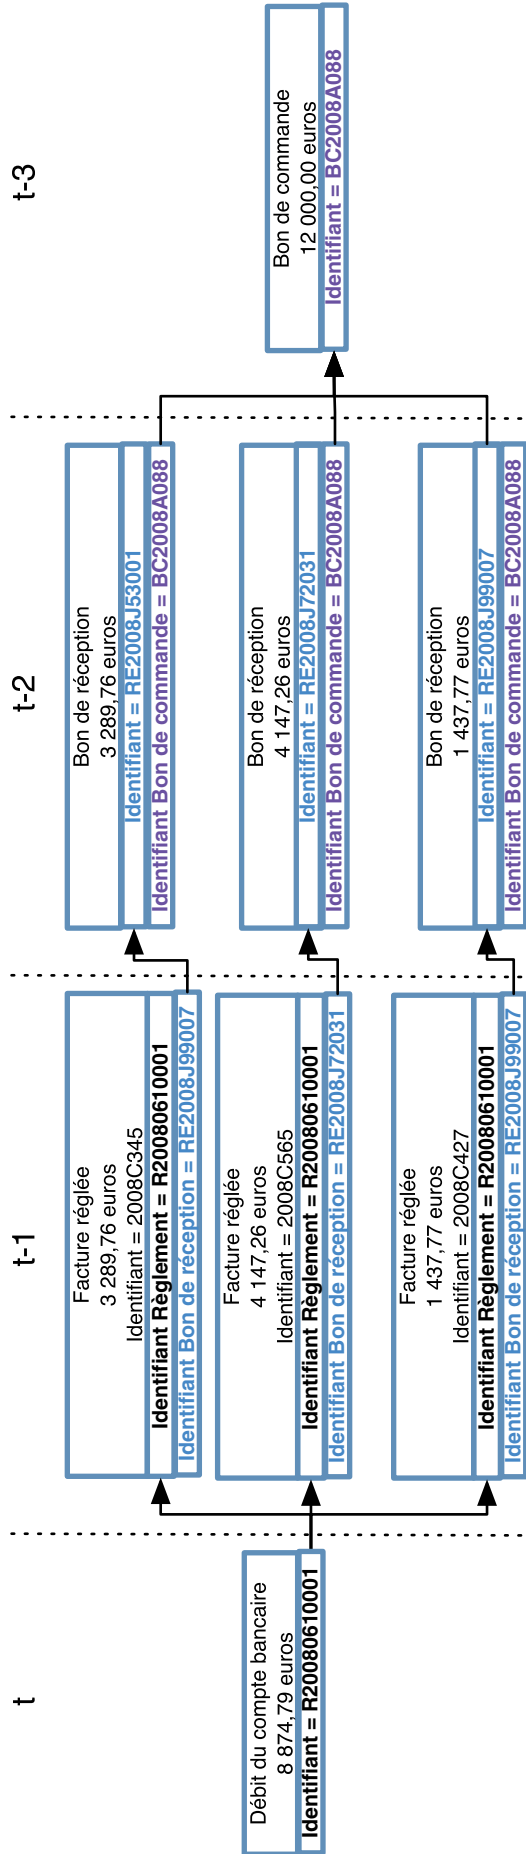 t
t-1
t-2
t-3
Débit du compte bancaire
8 874,79 euros
Identifiant = R20080610001
Facture réglée
3 289,76 euros
Identifiant = 2008C345
Identifiant Règlement = R20080610001
Identifiant Bon de réception = RE2008J99007
Facture réglée
4 147,26 euros
Identifiant = 2008C565
Identifiant Règlement = R20080610001
Identifiant Bon de réception = RE2008J72031
Facture réglée
1 437,77 euros
Identifiant = 2008C427
Identifiant Règlement = R20080610001
Identifiant Bon de réception = RE2008J99007
Bon de réception
3 289,76 euros
Identifiant = RE2008J53001
Identifiant Bon de commande = BC2008A088
Bon de réception
4 147,26 euros
Identifiant = RE2008J72031
Identifiant Bon de commande = BC2008A088
Bon de réception
1 437,77 euros
Identifiant = RE2008J99007
Identifiant Bon de commande = BC2008A088
Bon de commande
12 000,00 euros
Identifiant = BC2008A088